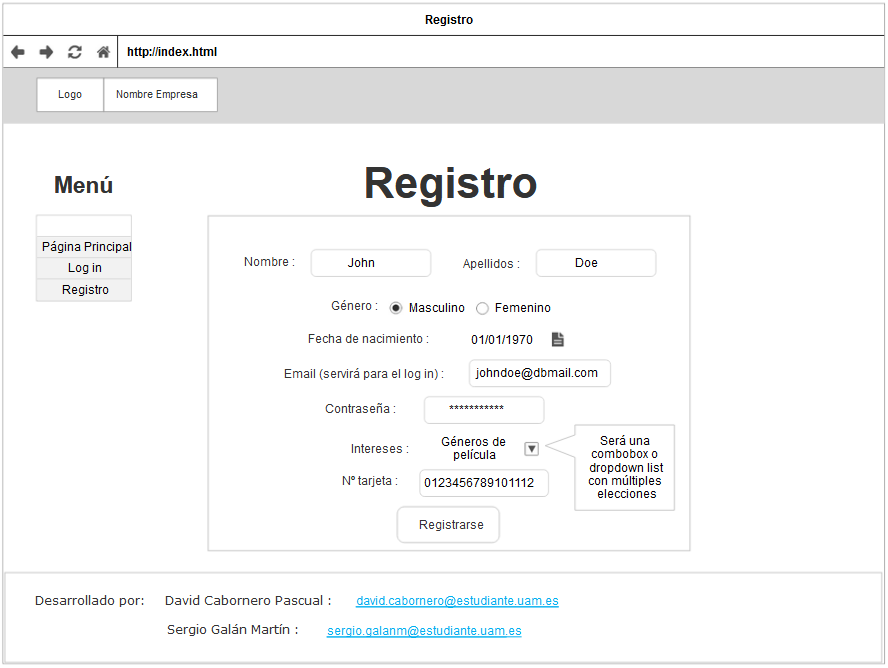 Registro
http://index.html
Logo Nombre Empresa
Menú
Página Principal
Log in
Registro
Registro
Nombre : John Apellidos : Doe
Género : Masculino Femenino
Fecha de nacimiento : 01/01/1970
Email (servirá para el log in) : johndoe@dbmail.com
Contraseña : ***********
Intereses : Géneros de
película
Será una
combobox o
dropdown list
con múltiples
elecciones
Nº tarjeta : 0123456789101112
Registrarse
Desarrollado por: David Cabornero Pascual : david.cabornero@estudiante.uam.es
Sergio Galán Martín : sergio.galanm@estudiante.uam.es